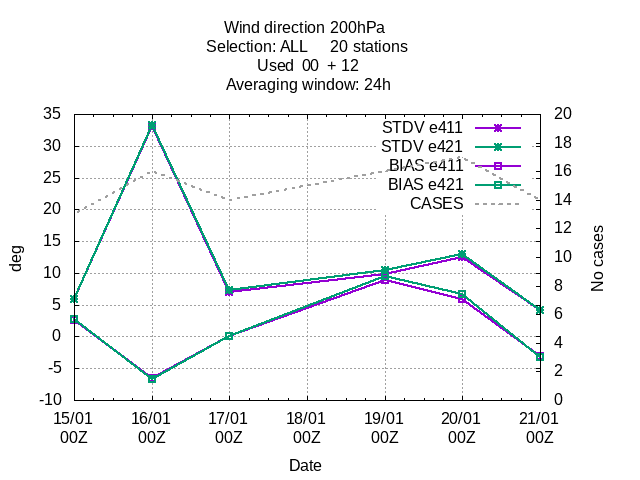 Wind direction 200hPa
Selection: ALL     20 stations
Used  00  + 12
Averaging window: 24h
35
30
25
20
15
10
5
0
-5
-10
deg
20
18
16
14
12
10
8
6
4
2
0
No cases
STDV e411
STDV e421
BIAS e411
BIAS e421
CASES
15/01 16/01 17/01 18/01 19/01 20/01 21/01
00Z 00Z 00Z 00Z 00Z 00Z 00Z
Date